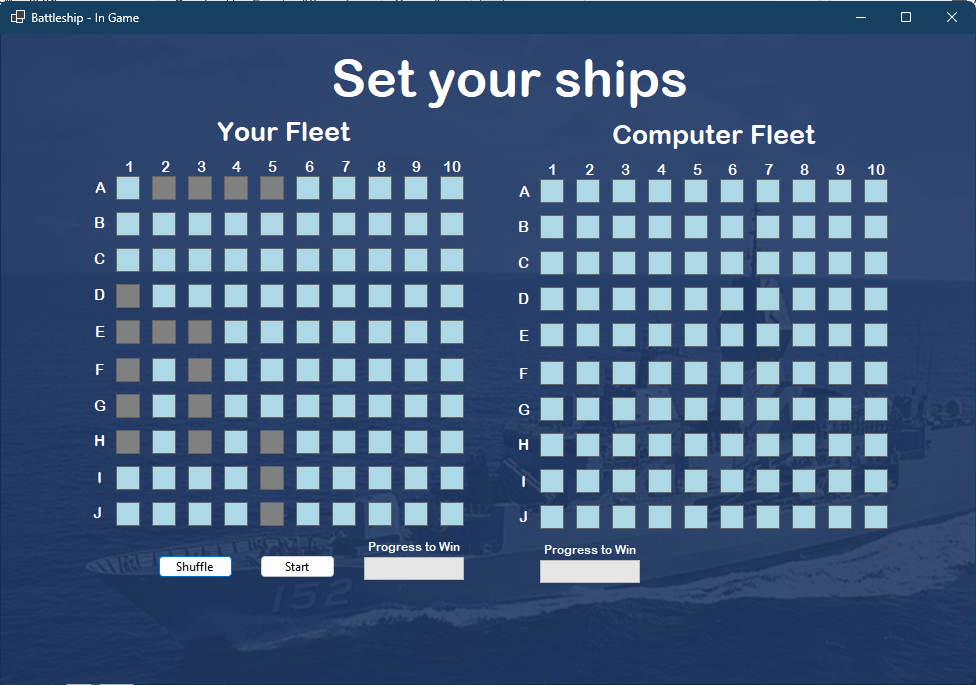 Battleship - In Game
Set your ships
Your Fleet
Computer Fleet
1 2 3 4 5 6 7 8 9 10
A
B
C
D
E
F
G
H
I
J
1 2 3 4 5 6 7 8 9 10
A
B
C
D
E
F
G
H
I
J
Shuffle
Start
Progress to Win
Progress to Win
152